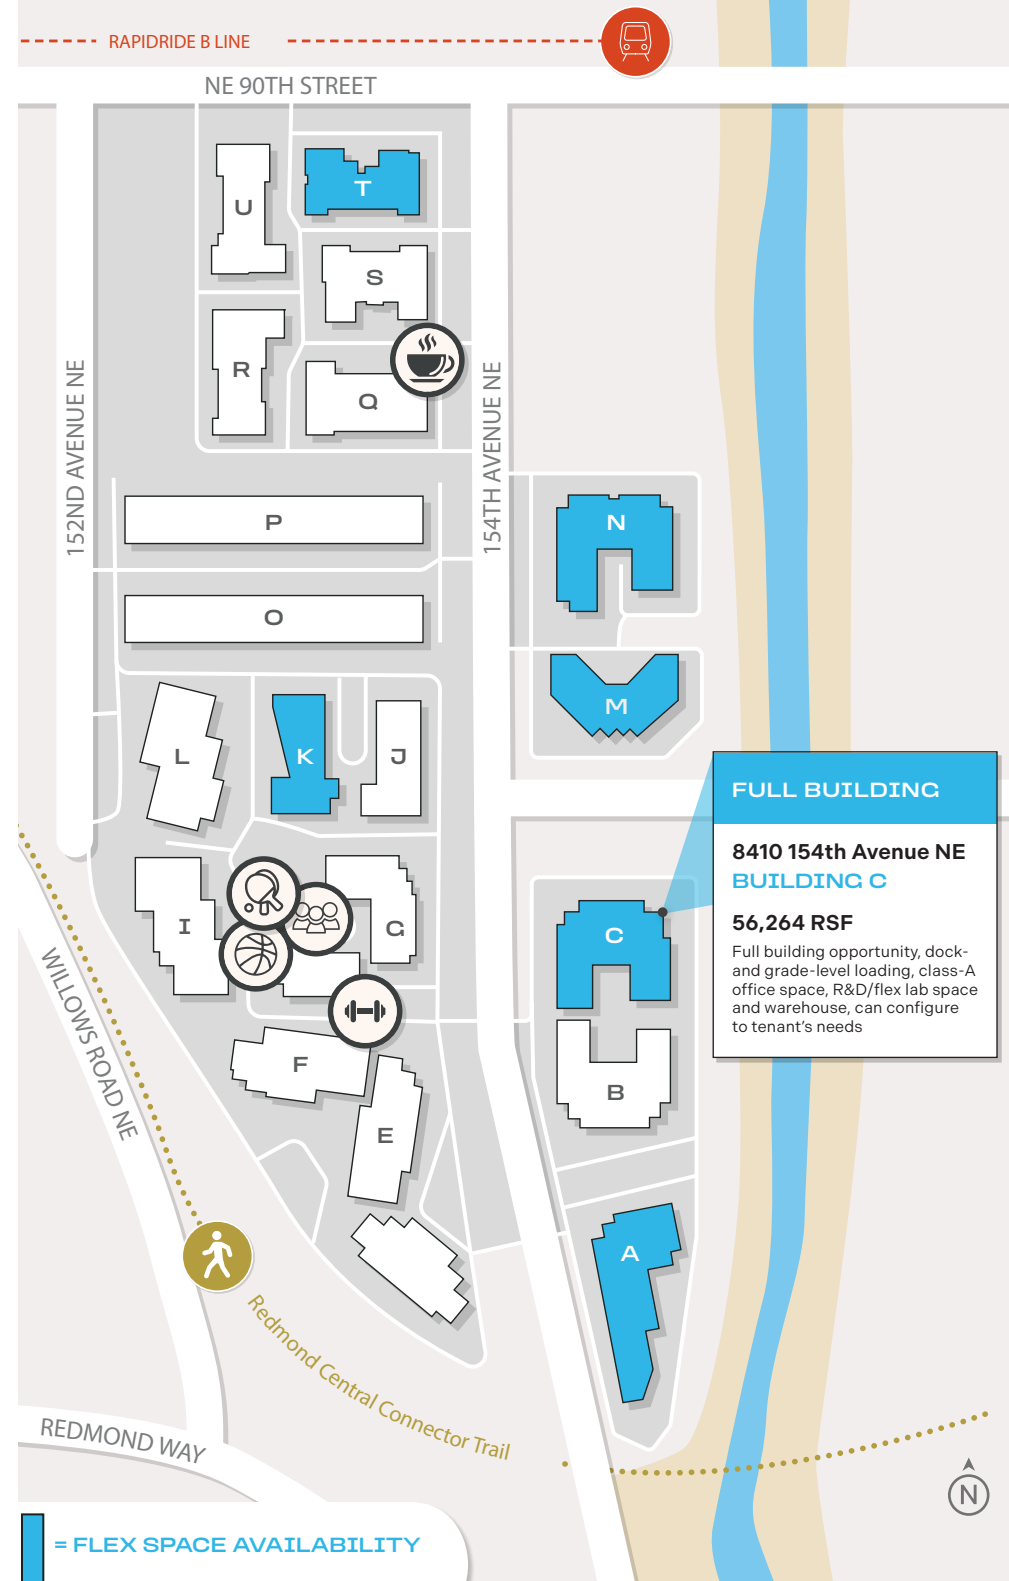 RAPIDRIDE B LINE
NE 90TH STREET
U
T
S
R
Q
152ND AVENUE NE
154TH AVENUE NE
P
O
N
M
L
K
J
FULL BUILDING
8410 154th Avenue NE
BUILDING C
56,264 RSF
Full building opportunity, dock-
and grade-level loading, class-A
office space, R&D/flex lab space
and warehouse, can configure
to tenant's needs
I
G
C
WILLOWS ROAD NE
F
B
E
A
Redmond Central Connector Trail
REDMOND WAY
N
= FLEX SPACE AVAILABILITY